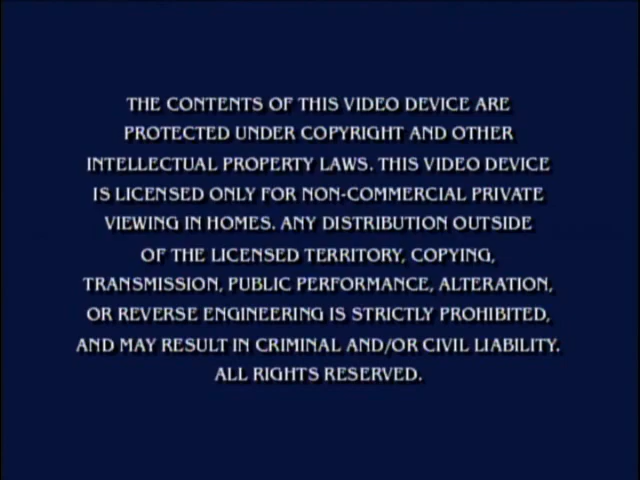 THE CONTENTS OF THIS VIDEO DEVICE ARE
PROTECTED UNDER COPYRIGHT AND OTHER
INTELLECTUAL PROPERTY LAWS. THIS VIDEO DEVICE
IS LICENSED ONLY FOR NON-COMMERCIAL PRIVATE
VIEWING IN HOMES. ANY DISTRIBUTION OUTSIDE
OF THE LICENSED TERRITORY, COPYING,
TRANSMISSION, PUBLIC PERFORMANCE, ALTERATION,
OR REVERSE ENGINEERING IS STRICTLY PROHIBITED,
AND MAY RESULT IN CRIMINAL AND/OR CIVIL LIABILITY.
ALL RIGHTS RESERVED.